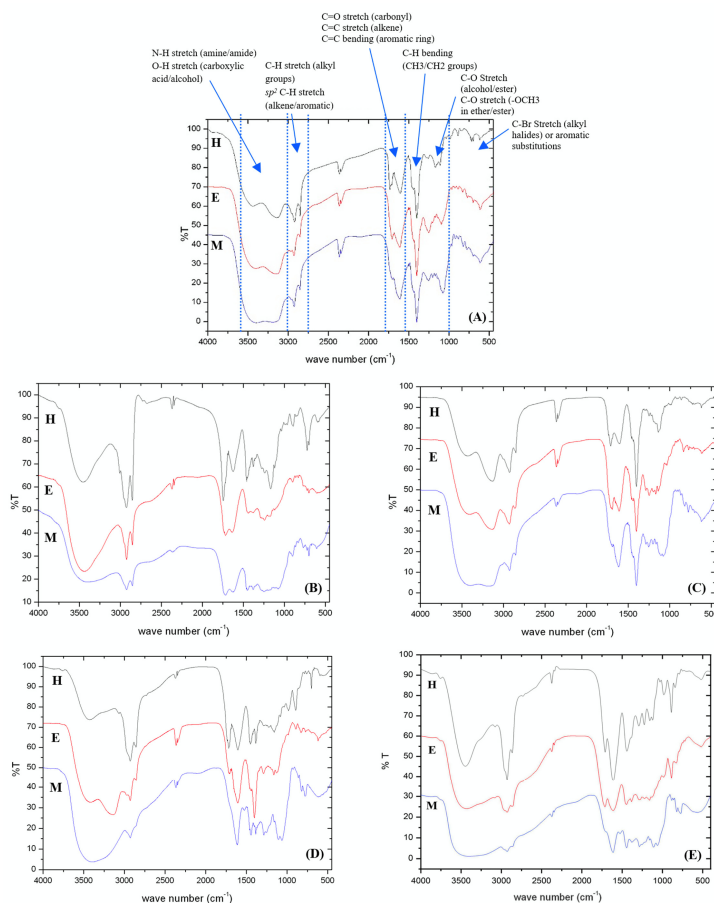 C=O stretch (carbonyl)
C=C stretch (alkene)
C=C bending (aromatic ring)
N-H stretch (amine/amide)
O-H stretch (carboxylic
acid/alcohol)
C-H stretch (alkyl
groups)
sp² C-H stretch
(alkene/aromatic)
C-H bending
(CH3/CH2 groups)
C-O Stretch
(alcohol/ester)
C-O stretch (-OCH3
in ether/ester)
C-Br Stretch (alkyl
halides) or aromatic
substitutions
100
90
80
70
60
50
40
30
20
10
0
%T
H
E
M
(A)
4000 3500 3000 2500 2000 1500 1000 500
wave number (cm⁻¹)
100
90
80
70
60
50
40
30
20
10
%T
H
E
M
(B)
4000 3500 3000 2500 2000 1500 1000 500
wave number (cm⁻¹)
100
90
80
70
60
50
40
30
20
10
0
%T
H
E
M
(C)
4000 3500 3000 2500 2000 1500 1000 500
wave number (cm⁻¹)
100
90
80
70
60
50
40
30
20
10
0
%T
H
E
M
(D)
4000 3500 3000 2500 2000 1500 1000 500
wave number (cm⁻¹)
100
90
80
70
60
50
40
30
20
10
0
%T
H
E
M
(E)
4000 3500 3000 2500 2000 1500 1000 500
wave number (cm⁻¹)